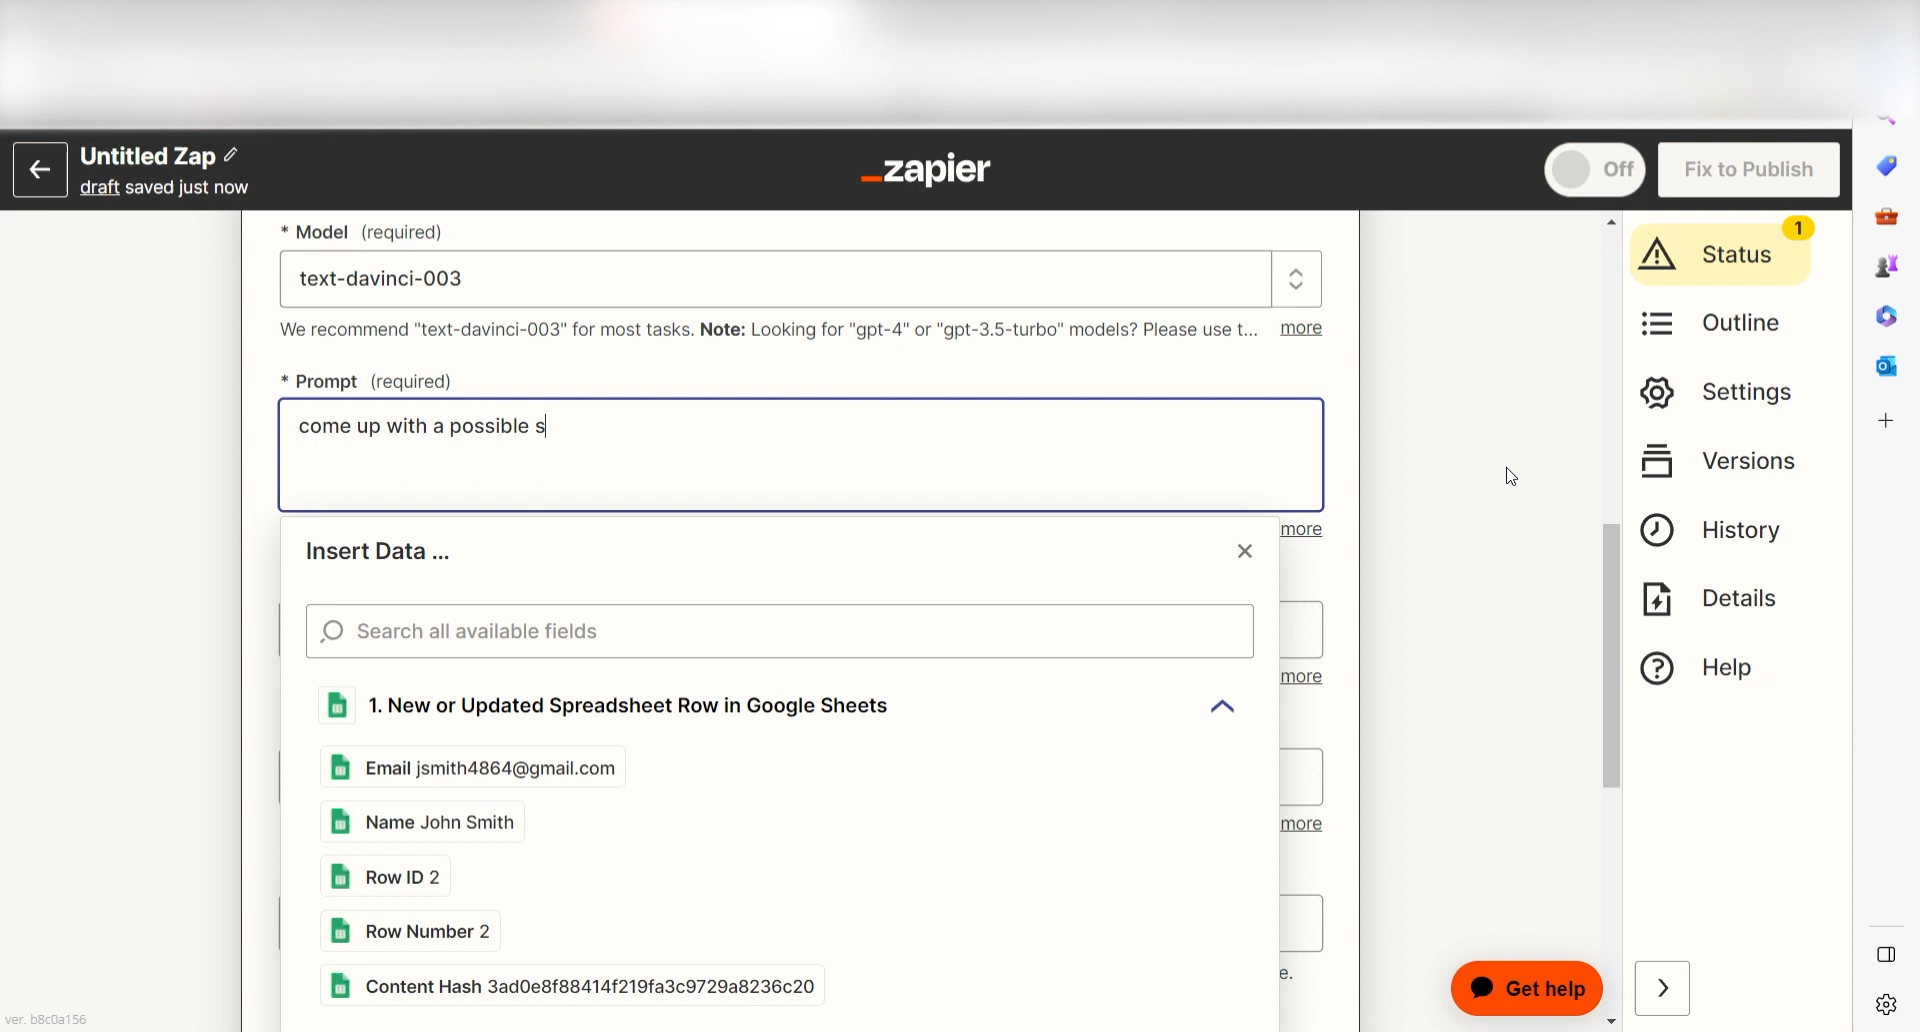 Untitled Zap
draft saved just now
zapier
Off
Fix to Publish
* Model (required)
text-davinci-003
We recommend "text-davinci-003" for most tasks. Note: Looking for "gpt-4" or "gpt-3.5-turbo" models? Please use t... more
* Prompt (required)
come up with a possible s
more
Insert Data ...
Search all available fields
more
1. New or Updated Spreadsheet Row in Google Sheets
Email jsmith4864@gmail.com
Name John Smith
more
Row ID 2
Row Number 2
Content Hash 3ad0e8f88414f219fa3c9729a8236c20
e.
1
Status
Outline
Settings
Versions
History
Details
Help
Get help
ver. b8c0a156